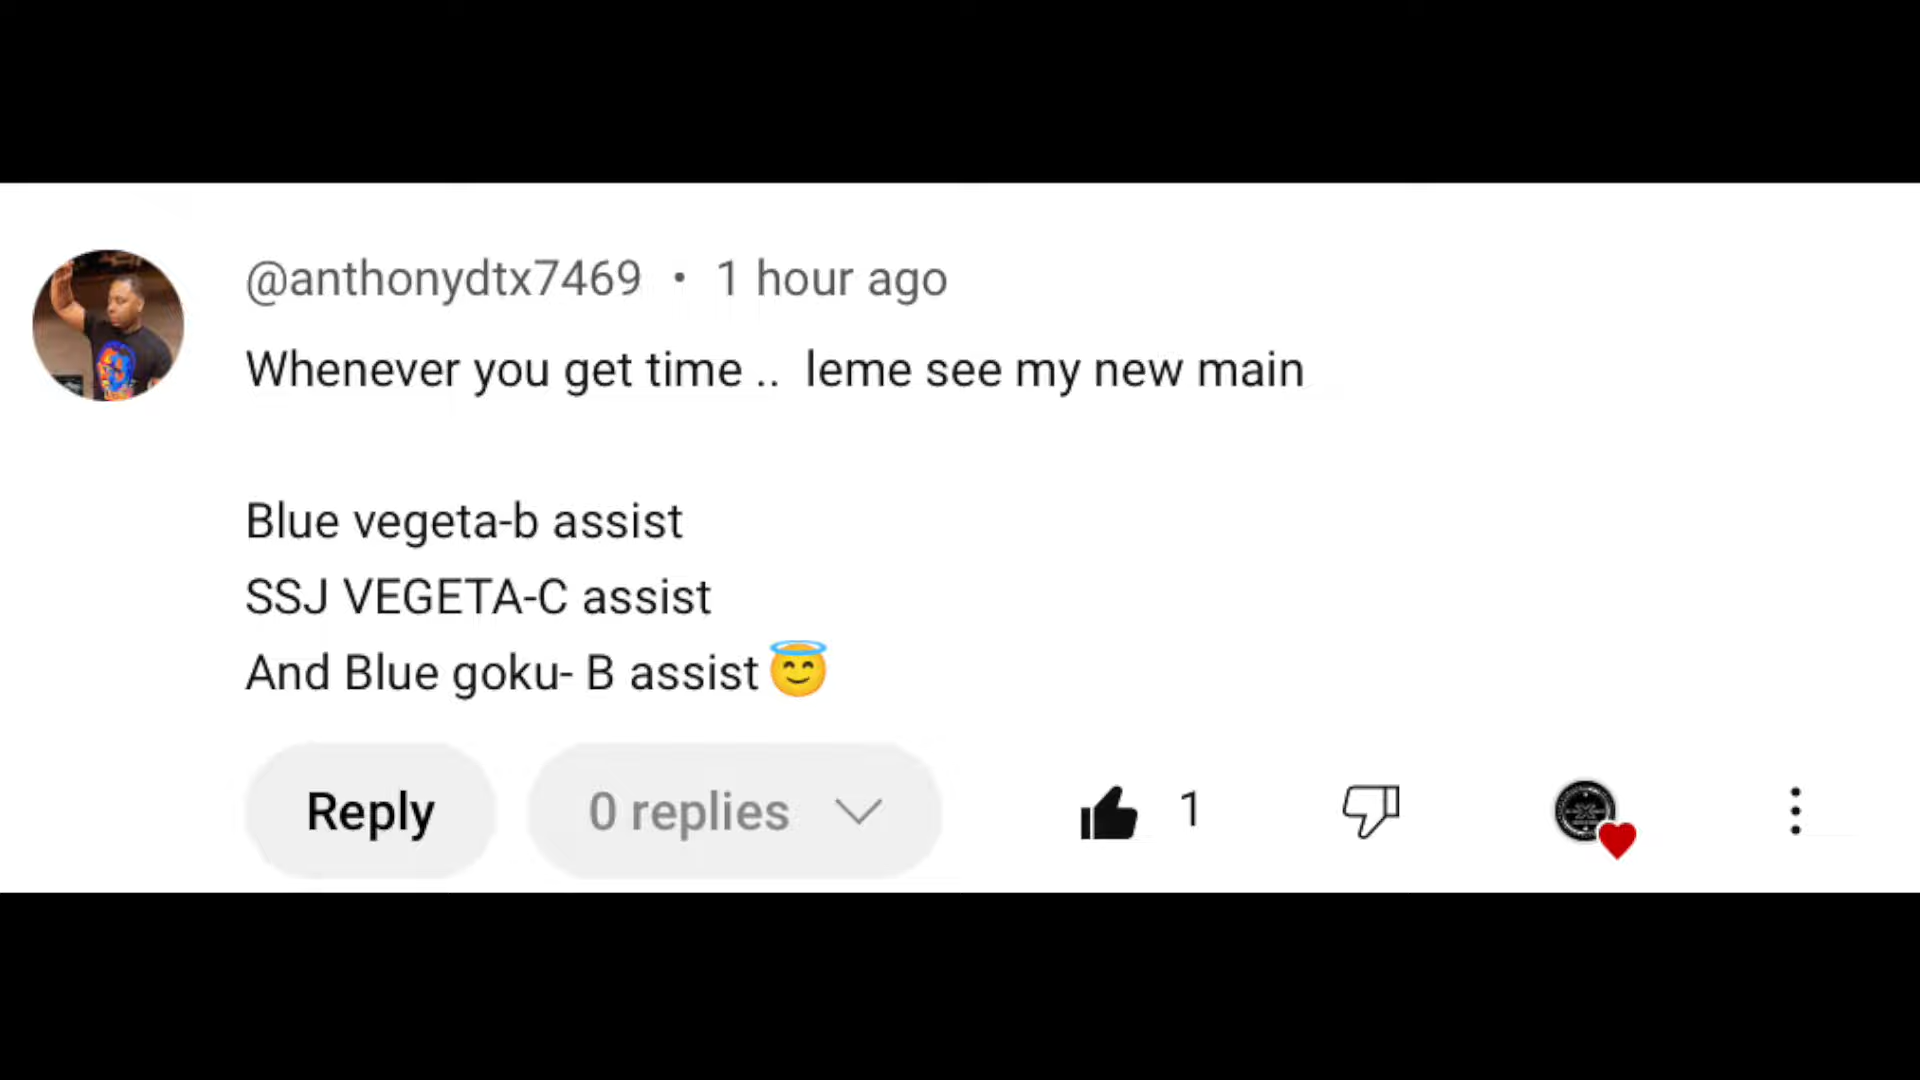 @anthonydtx7469 • 1 hour ago
Whenever you get time .. leme see my new main
Blue vegeta-b assist
SSJ VEGETA-C assist
And Blue goku- B assist😇
Reply
0 replies
1